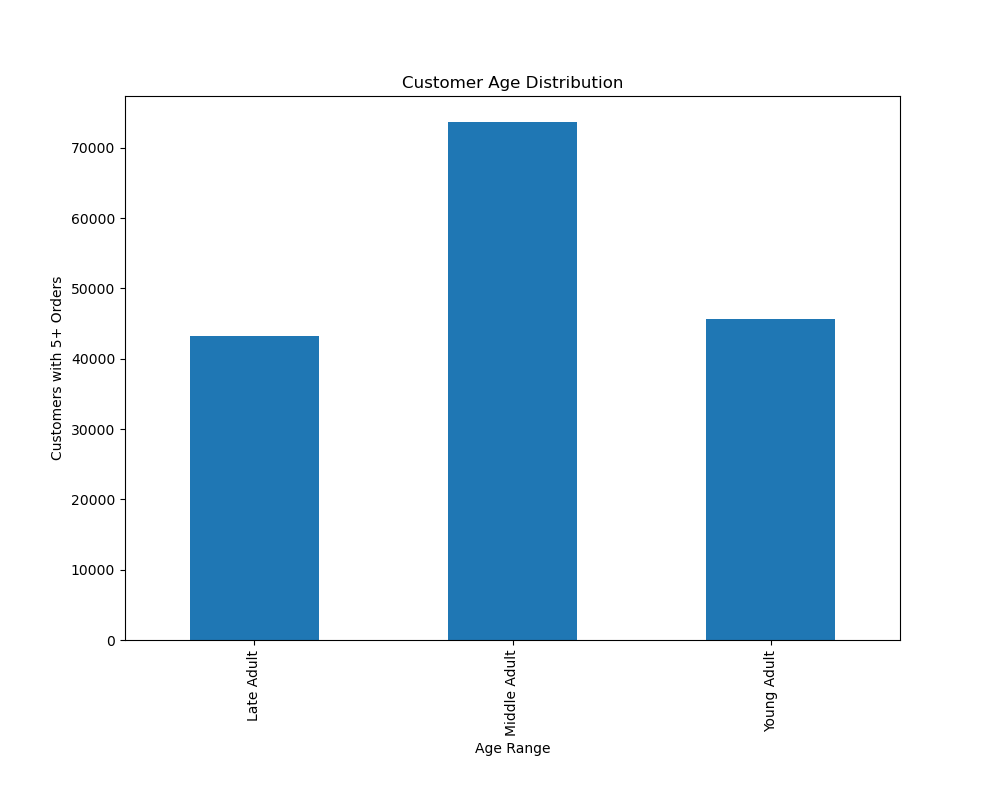 Customer Age Distribution
Customers with 5+ Orders
70000
60000
50000
40000
30000
20000
10000
0
Late Adult
Middle Adult
Young Adult
Age Range